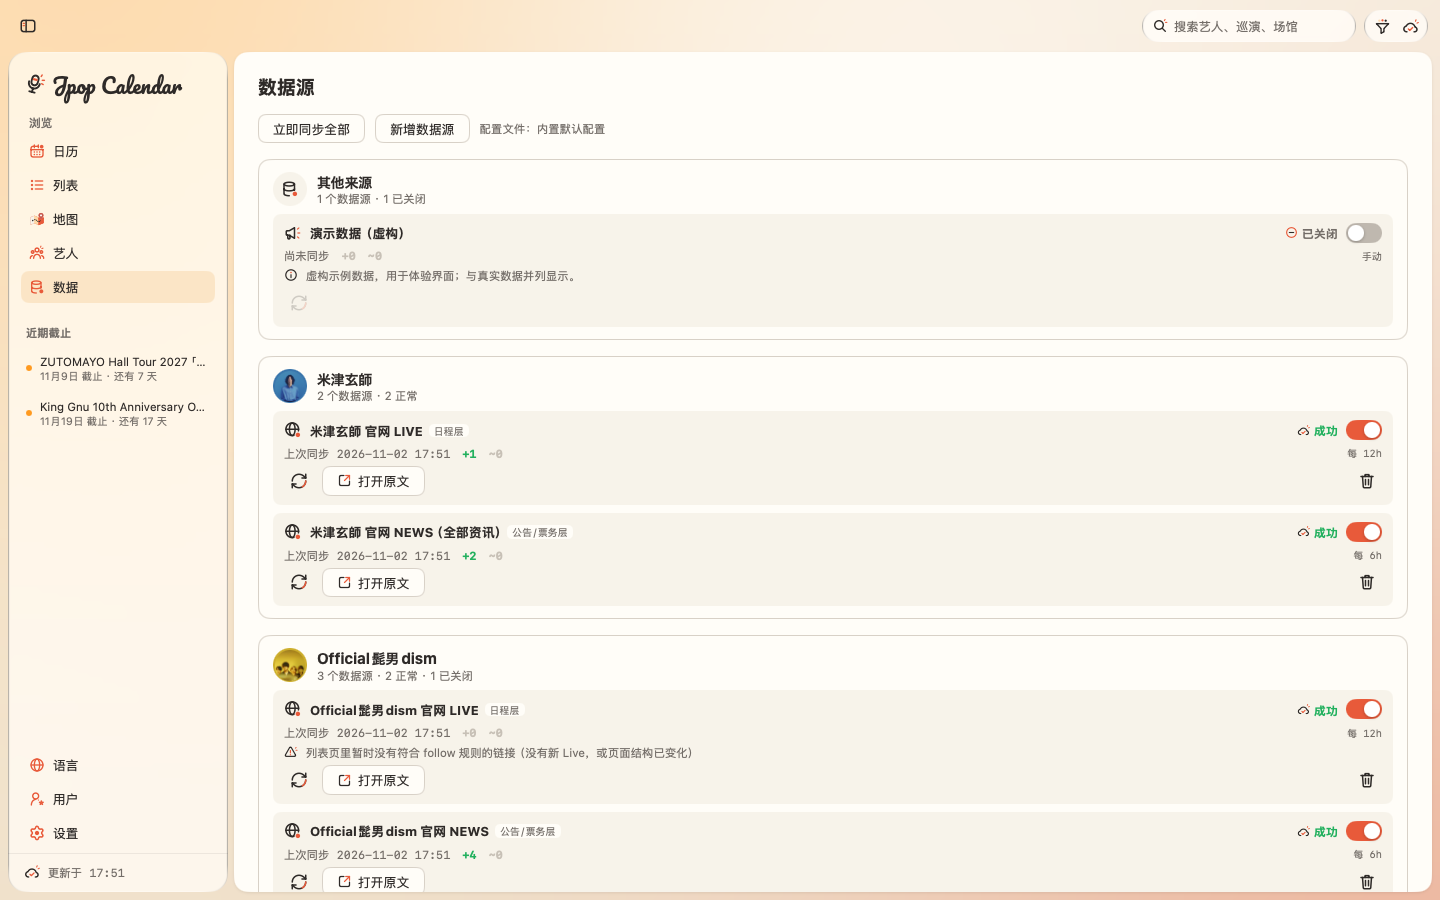 搜索艺人、巡演、场馆
Jpop Calendar
浏览
日历
列表
地图
艺人
数据
近期截止
ZUTOMAYO Hall Tour 2027「...
11月9日 截止 · 还有 7 天
King Gnu 10th Anniversary O...
11月19日 截止 · 还有 17 天
语言
用户
设置
更新于 17:51
数据源
立即同步全部
新增数据源
配置文件：内置默认配置
其他来源
1 个数据源 · 1 已关闭
演示数据（虚构）
已关闭
尚未同步 +0 ~0
手动
虚构示例数据，用于体验界面；与真实数据并列显示。
米津玄師
2 个数据源 · 2 正常
米津玄師 官网 LIVE 日程层
成功
上次同步 2026-11-02 17:51 +1 ~0
每 12h
打开原文
米津玄師 官网 NEWS（全部资讯） 公告/票务层
成功
上次同步 2026-11-02 17:51 +2 ~0
每 6h
打开原文
Official髭男dism
3 个数据源 · 2 正常 · 1 已关闭
Official髭男dism 官网 LIVE 日程层
成功
上次同步 2026-11-02 17:51 +0 ~0
每 12h
列表页里暂时没有符合 follow 规则的链接（没有新 Live，或页面结构已变化）
打开原文
Official髭男dism 官网 NEWS 公告/票务层
成功
上次同步 2026-11-02 17:51 +4 ~0
每 6h
打开原文